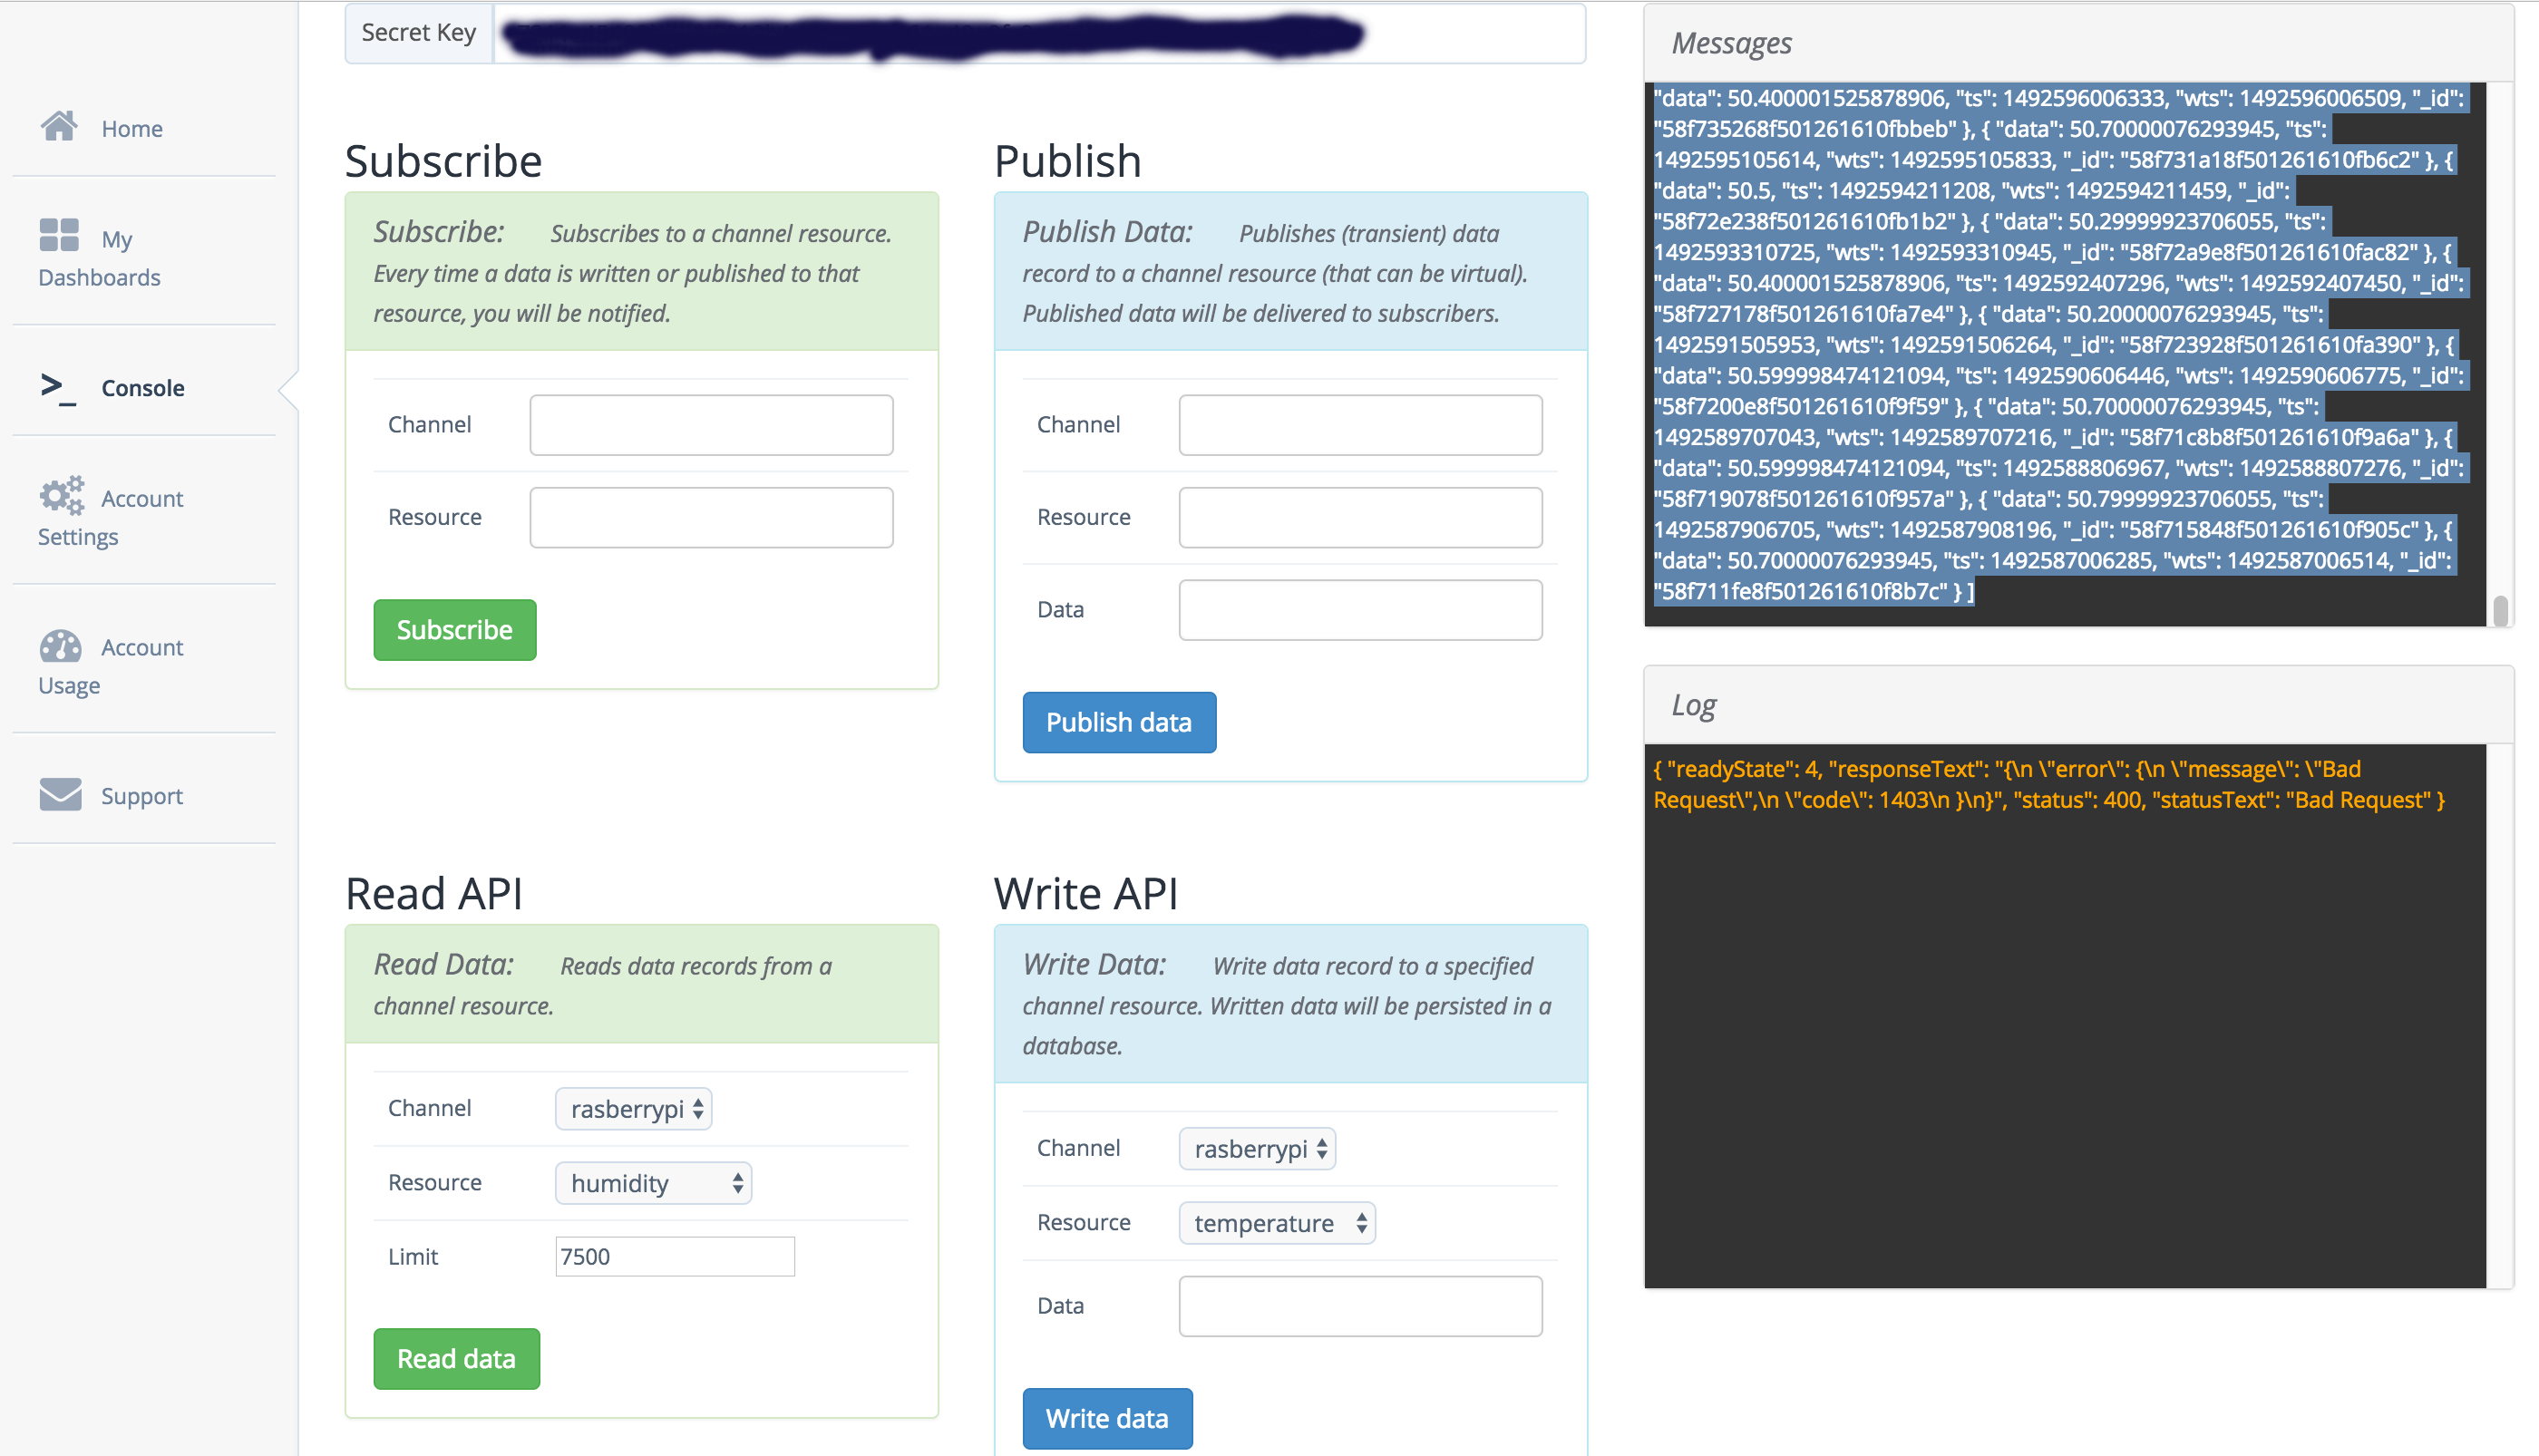 Secret Key
Home
My
Dashboards
>_ Console
Account
Settings
Account
Usage
Support
Subscribe
Subscribe: Subscribes to a channel resource.
Every time a data is written or published to that
resource, you will be notified.
Channel
Resource
Subscribe
Publish
Publish Data: Publishes (transient) data
record to a channel resource (that can be virtual).
Published data will be delivered to subscribers.
Channel
Resource
Data
Publish data
Read API
Read Data: Reads data records from a
channel resource.
Channel rasberrypi
Resource humidity
Limit 7500
Read data
Write API
Write Data: Write data record to a specified
channel resource. Written data will be persisted in a
database.
Channel rasberrypi
Resource temperature
Data
Write data
Messages
"data": 50.400001525878906, "ts": 1492596006333, "wts": 1492596006509, "_id":
"58f735268f501261610fbbeb" }, { "data": 50.70000076293945, "ts":
1492595105614, "wts": 1492595105833, "_id": "58f731a18f501261610fb6c2" }, {
"data": 50.5, "ts": 1492594211208, "wts": 1492594211459, "_id":
"58f72e238f501261610fb1b2" }, { "data": 50.29999923706055, "ts":
1492593310725, "wts": 1492593310945, "_id": "58f72a9e8f501261610fac82" }, {
"data": 50.400001525878906, "ts": 1492592407296, "wts": 1492592407450, "_id":
"58f727178f501261610fa7e4" }, { "data": 50.20000076293945, "ts":
1492591505953, "wts": 1492591506264, "_id": "58f723928f501261610fa390" }, {
"data": 50.599998474121094, "ts": 1492590606446, "wts": 1492590606775, "_id":
"58f7200e8f501261610f9f59" }, { "data": 50.70000076293945, "ts":
1492589707043, "wts": 1492589707216, "_id": "58f71c8b8f501261610f9a6a" }, {
"data": 50.599998474121094, "ts": 1492588806967, "wts": 1492588807276, "_id":
"58f719078f501261610f957a" }, { "data": 50.79999923706055, "ts":
1492587906705, "wts": 1492587908196, "_id": "58f715848f501261610f905c" }, {
"data": 50.70000076293945, "ts": 1492587006285, "wts": 1492587006514, "_id":
"58f711fe8f501261610f8b7c" } ]
Log
{ "readyState": 4, "responseText": "{\n \"error\": {\n \"message\": \"Bad
Request\",\n \"code\": 1403\n }\n}", "status": 400, "statusText": "Bad Request" }